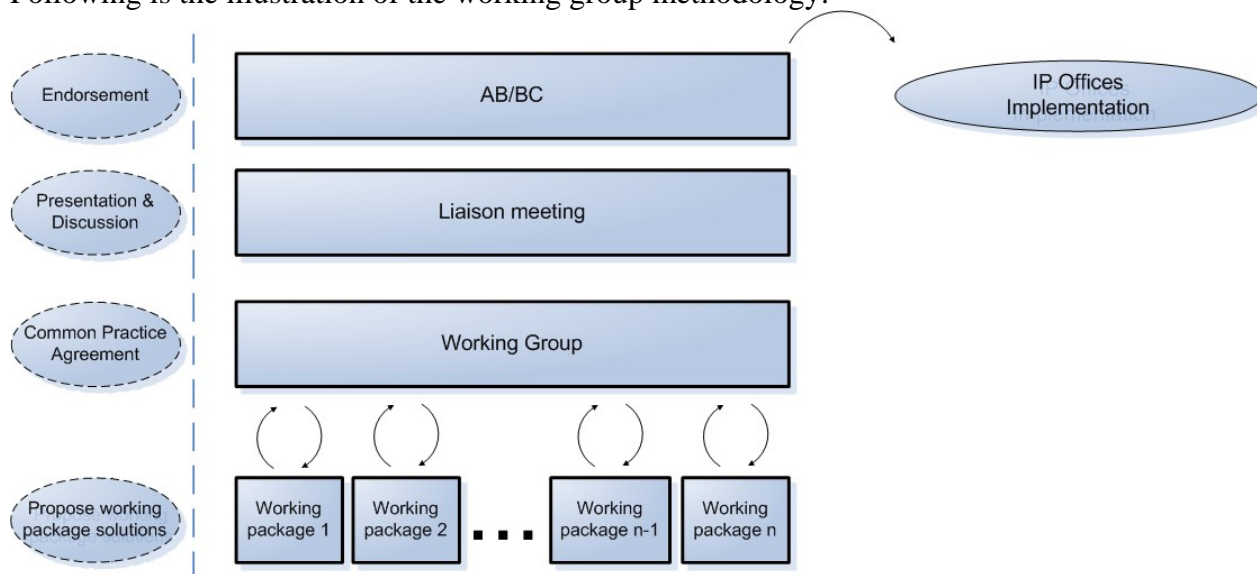 Following is the illustration of the working group methodology:
Endorsement
AB/BC
IP Offices
Implementation
Presentation &
Discussion
Liaison meeting
Common Practice
Agreement
Working Group
Propose working
package solutions
Working
package 1
Working
package 2
Working
package n-1
Working
package n